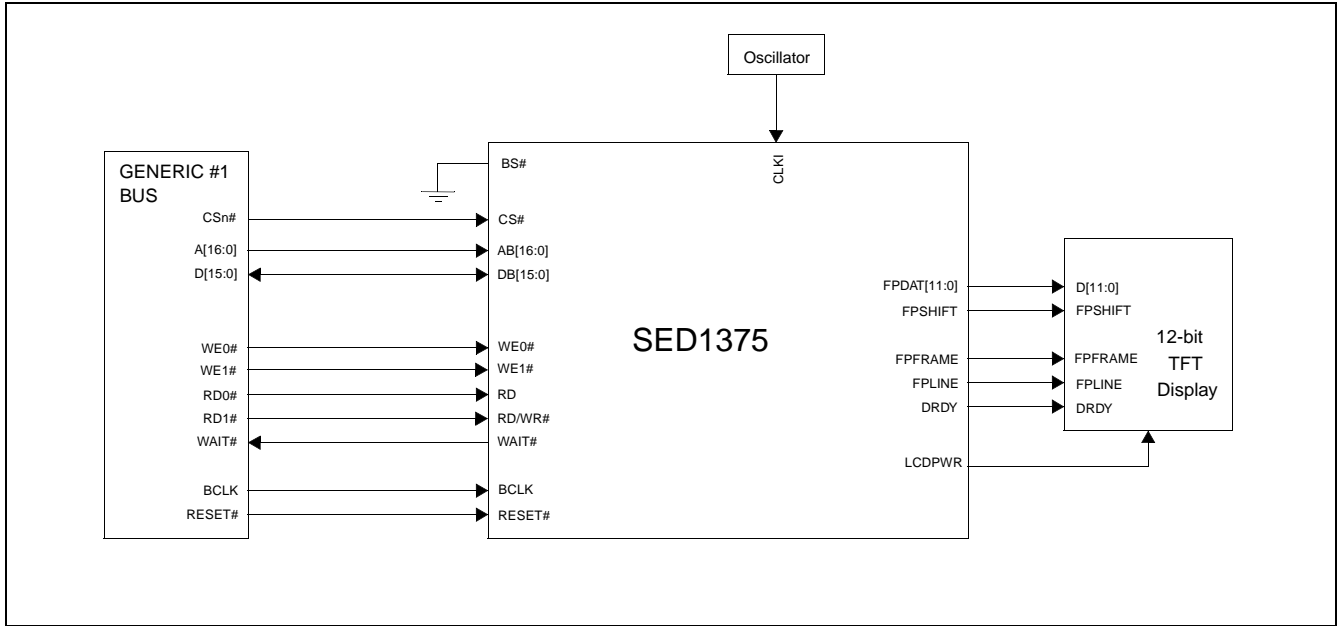 Oscillator
CLKI
GENERIC #1
BUS
CSn#
A[16:0]
D[15:0]
WE0#
WE1#
RD0#
RD1#
WAIT#
BCLK
RESET#
BS#
CS#
AB[16:0]
DB[15:0]
WE0#
WE1#
RD
RD/WR#
WAIT#
BCLK
RESET#
SED1375
FPDAT[11:0]
FPSHIFT
FPFRAME
FPLINE
DRDY
LCDPWR
D[11:0]
FPSHIFT
FPFRAME
FPLINE
DRDY
12-bit
TFT
Display